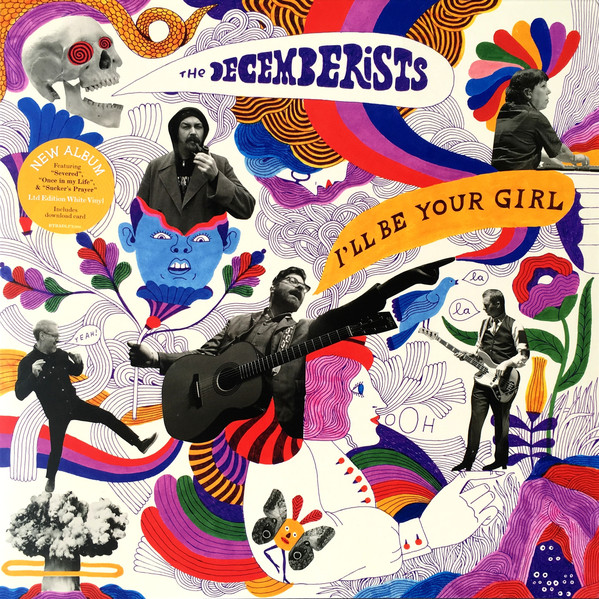 THE DECEMBERISTS
NEW ALBUM
Featuring
"Severed",
"Once in my Life",
& "Sucker's Prayer"
Ltd Edition White Vinyl
Includes
download card
I'LL BE YOUR GIRL
la
la
YEAH!
OOH